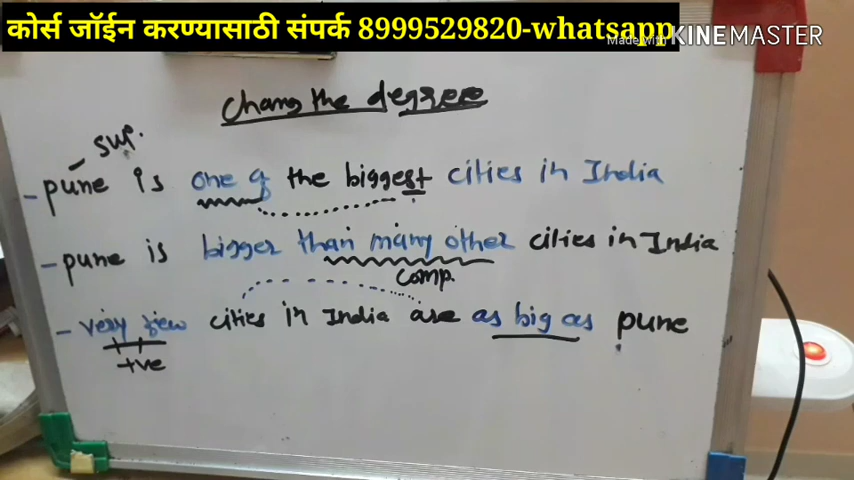 कोर्स जॉईन करण्यासाठी संपर्क 8999529820-whatsapp
Made with KINEMASTER
Chang the degree
sup.
- pune is one of the biggest cities in India
- pune is bigger than many other cities in India
comp.
- very few cities in India are as big as pune
+ve